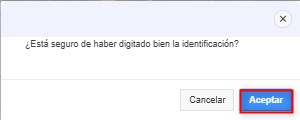 ¿Está seguro de haber digitado bien la identificación?
Cancelar Aceptar